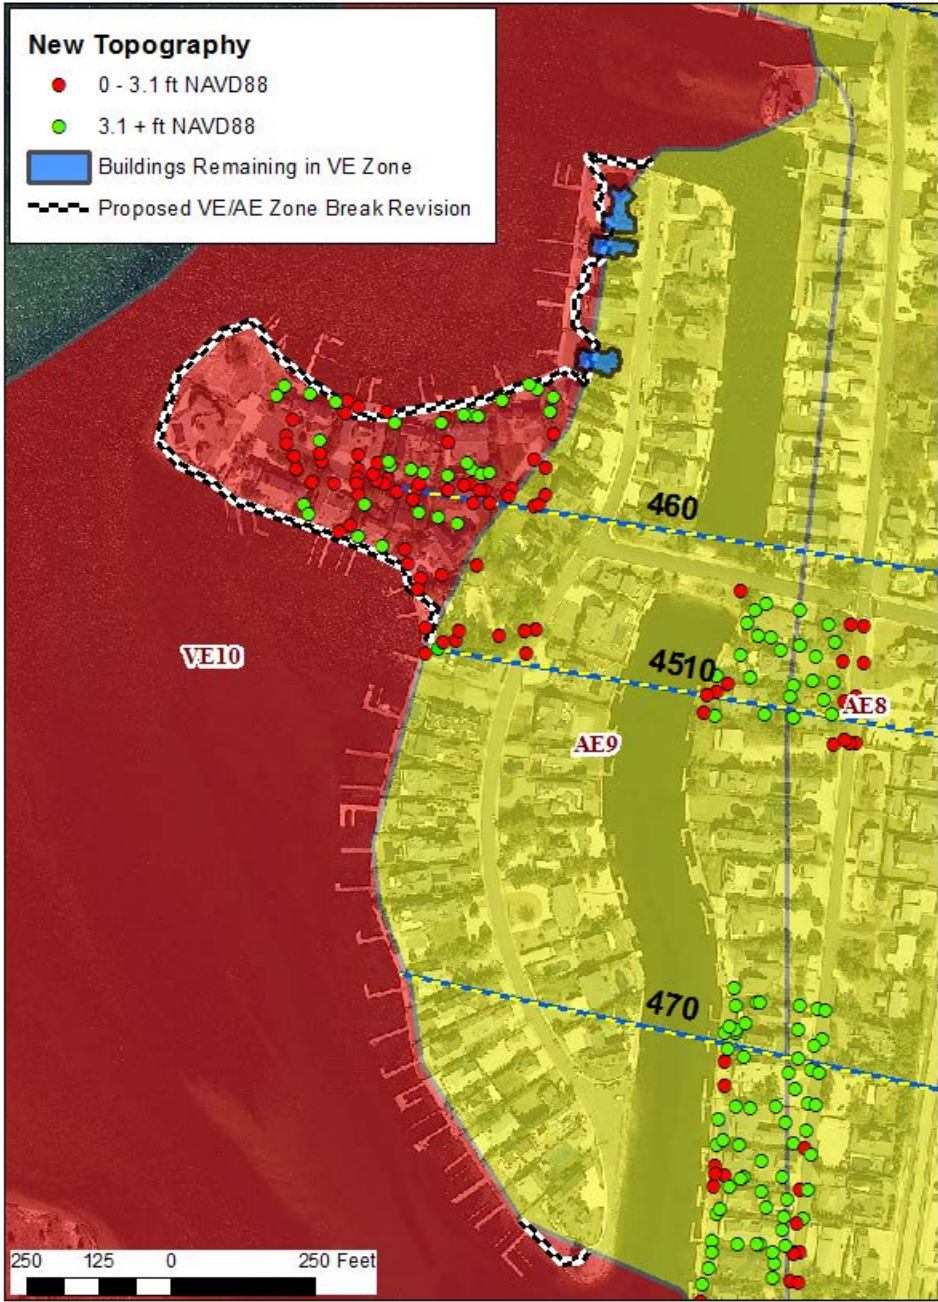 New Topography
0 - 3.1 ft NAVD88
3.1 + ft NAVD88
Buildings Remaining in VE Zone
Proposed VE/AE Zone Break Revision
460
VE10
4510
AE8
AE9
470
250 125 0 250 Feet